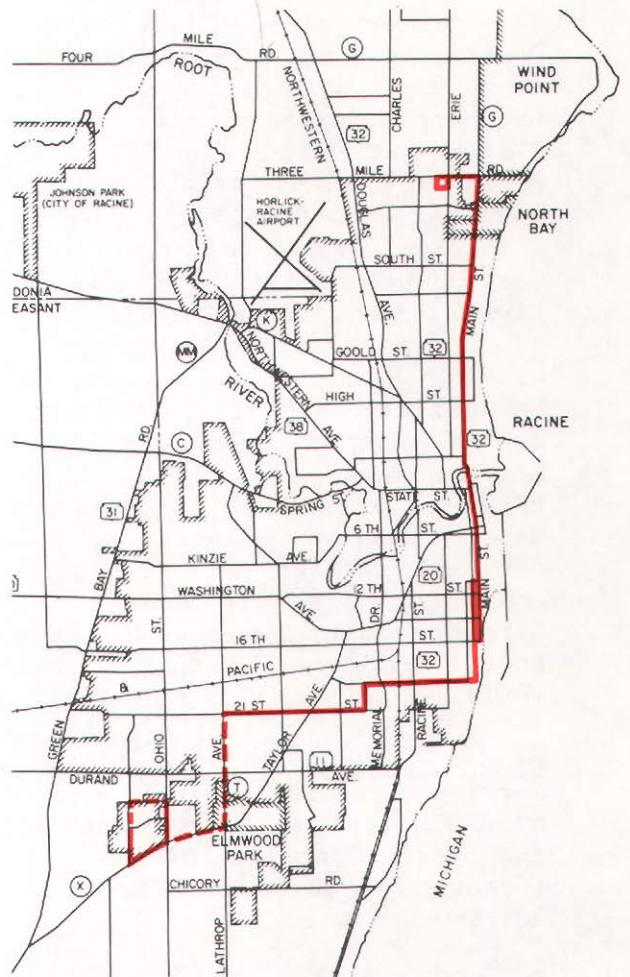 MILE
FOUR
RD.
G
ROOT
NORTHWESTERN
CHARLES
ERIE
WIND
POINT
G
32
THREE
MILE
RD.
JOHNSON PARK
(CITY OF RACINE)
HORLICK-
RACINE
AIRPORT
DOUGLAS
NORTH
BAY
SOUTH
ST.
ST.
DONIA
EASANT
AVE.
MAIN
K
MM
NORTHWESTERN
GOOLD
ST.
32
RIVER
HIGH
ST.
38
AVE
RACINE
C
RD.
32
31
SPRING
ST.
STATE
ST.
6 TH
ST.
KINZIE
AVE.
ST.
BAY
WASHINGTON
12 TH
20
ST.
MAIN
AVE.
DR.
ST.
ST.
16 TH
ST.
PACIFIC
32
AVE
21 ST
ST.
GREEN
OHIO
AVE.
TAYLOR
MEMORIAL
RACINE
DURAND
11
AVE.
T
ELMWOOD
PARK
X
CHICORY
RD.
MICHIGAN
LATHROP